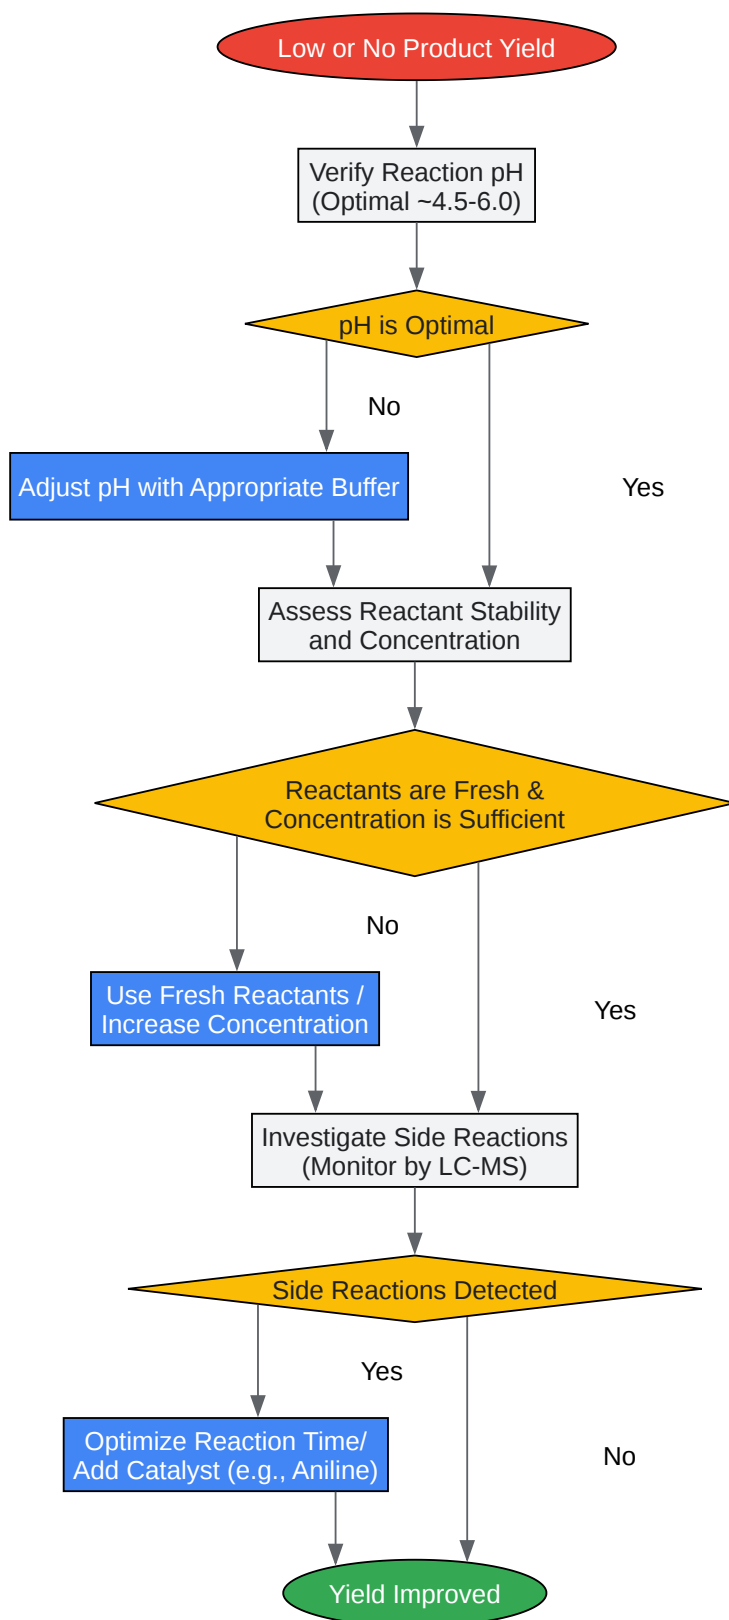 Low or No Product Yield
Verify Reaction pH
(Optimal ~4.5-6.0)
pH is Optimal
No
Adjust pH with Appropriate Buffer
Yes
Assess Reactant Stability
and Concentration
Reactants are Fresh &
Concentration is Sufficient
No
Use Fresh Reactants /
Increase Concentration
Yes
Investigate Side Reactions
(Monitor by LC-MS)
Side Reactions Detected
Yes
Optimize Reaction Time/
Add Catalyst (e.g., Aniline)
No
Yield Improved